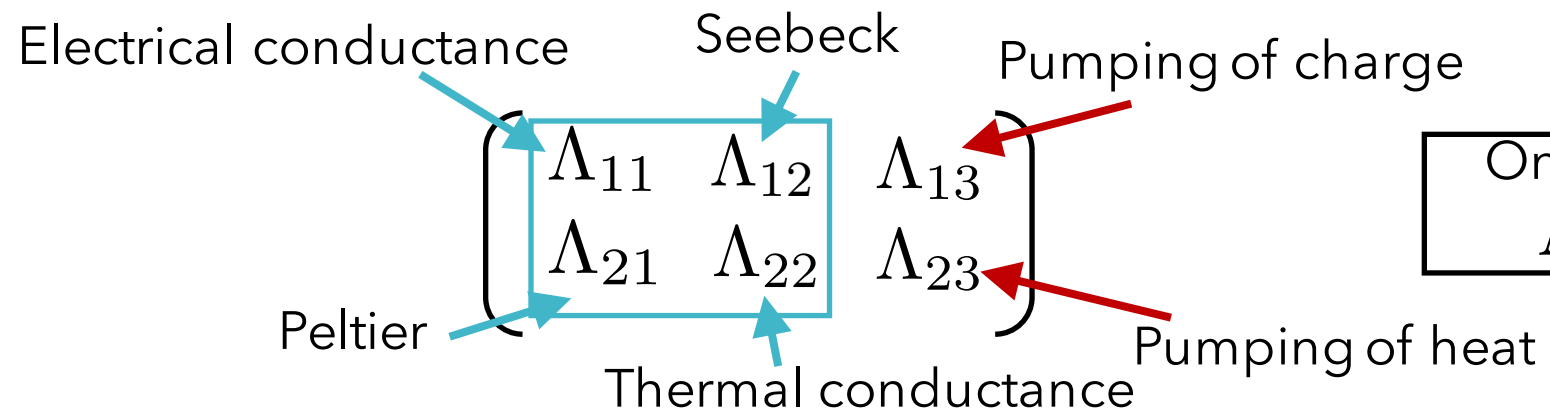 Electrical conductance
Seebeck
Pumping of charge
Λ11 Λ12 Λ13
Λ21 Λ22 Λ23
Peltier
Thermal conductance
Pumping of heat